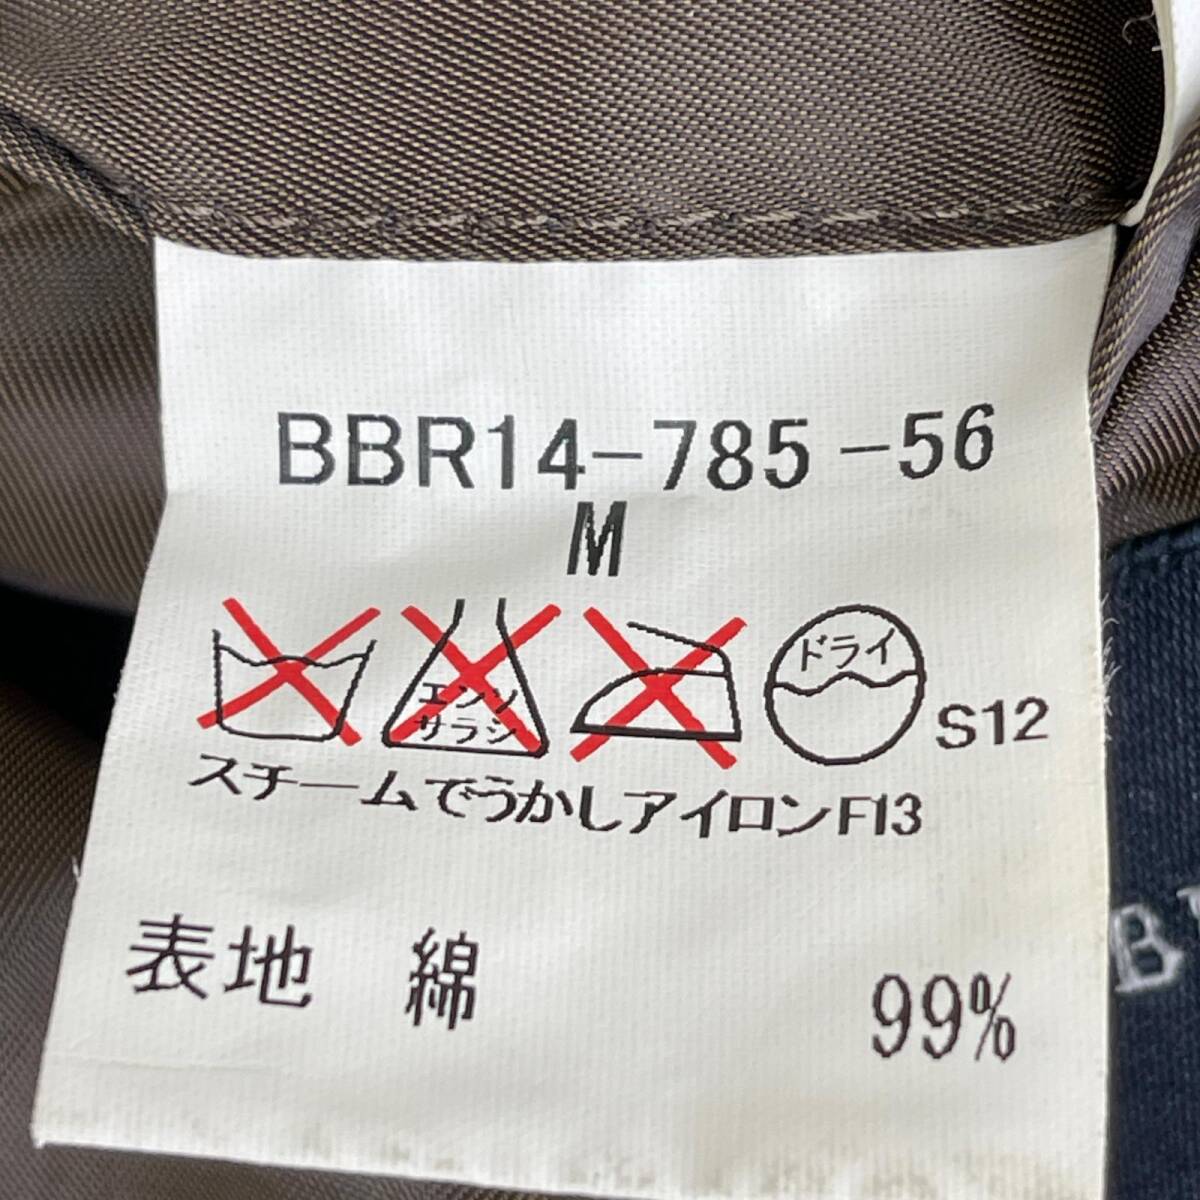 BBR14-785-56
M
エンソ
サラシ
ドライ
S12
スチームでうかしアイロンF13
表地 綿 99%
B